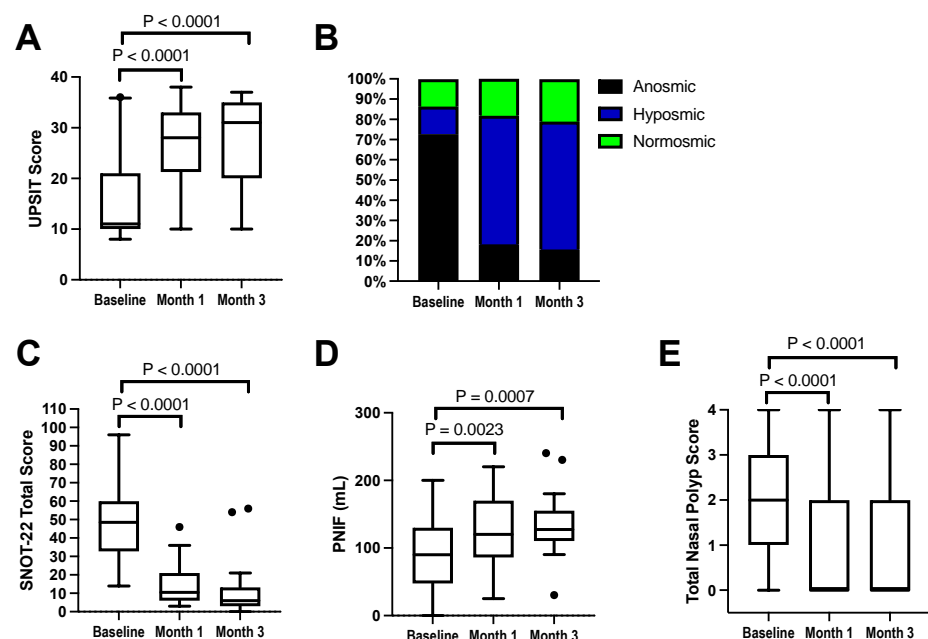 A
P < 0.0001
P < 0.0001
UPSIT Score
40
30
20
10
0
Baseline Month 1 Month 3
B
100%
90%
80%
70%
60%
50%
40%
30%
20%
10%
0%
Baseline Month 1 Month 3
Anosmic
Hyposmic
Normosmic
C
P < 0.0001
P < 0.0001
SNOT-22 Total Score
110
100
90
80
70
60
50
40
30
20
10
0
Baseline Month 1 Month 3
D
P = 0.0007
P = 0.0023
PNIF (mL)
300
200
100
0
Baseline Month 1 Month 3
E
P < 0.0001
P < 0.0001
Total Nasal Polyp Score
4
3
2
1
0
Baseline Month 1 Month 3